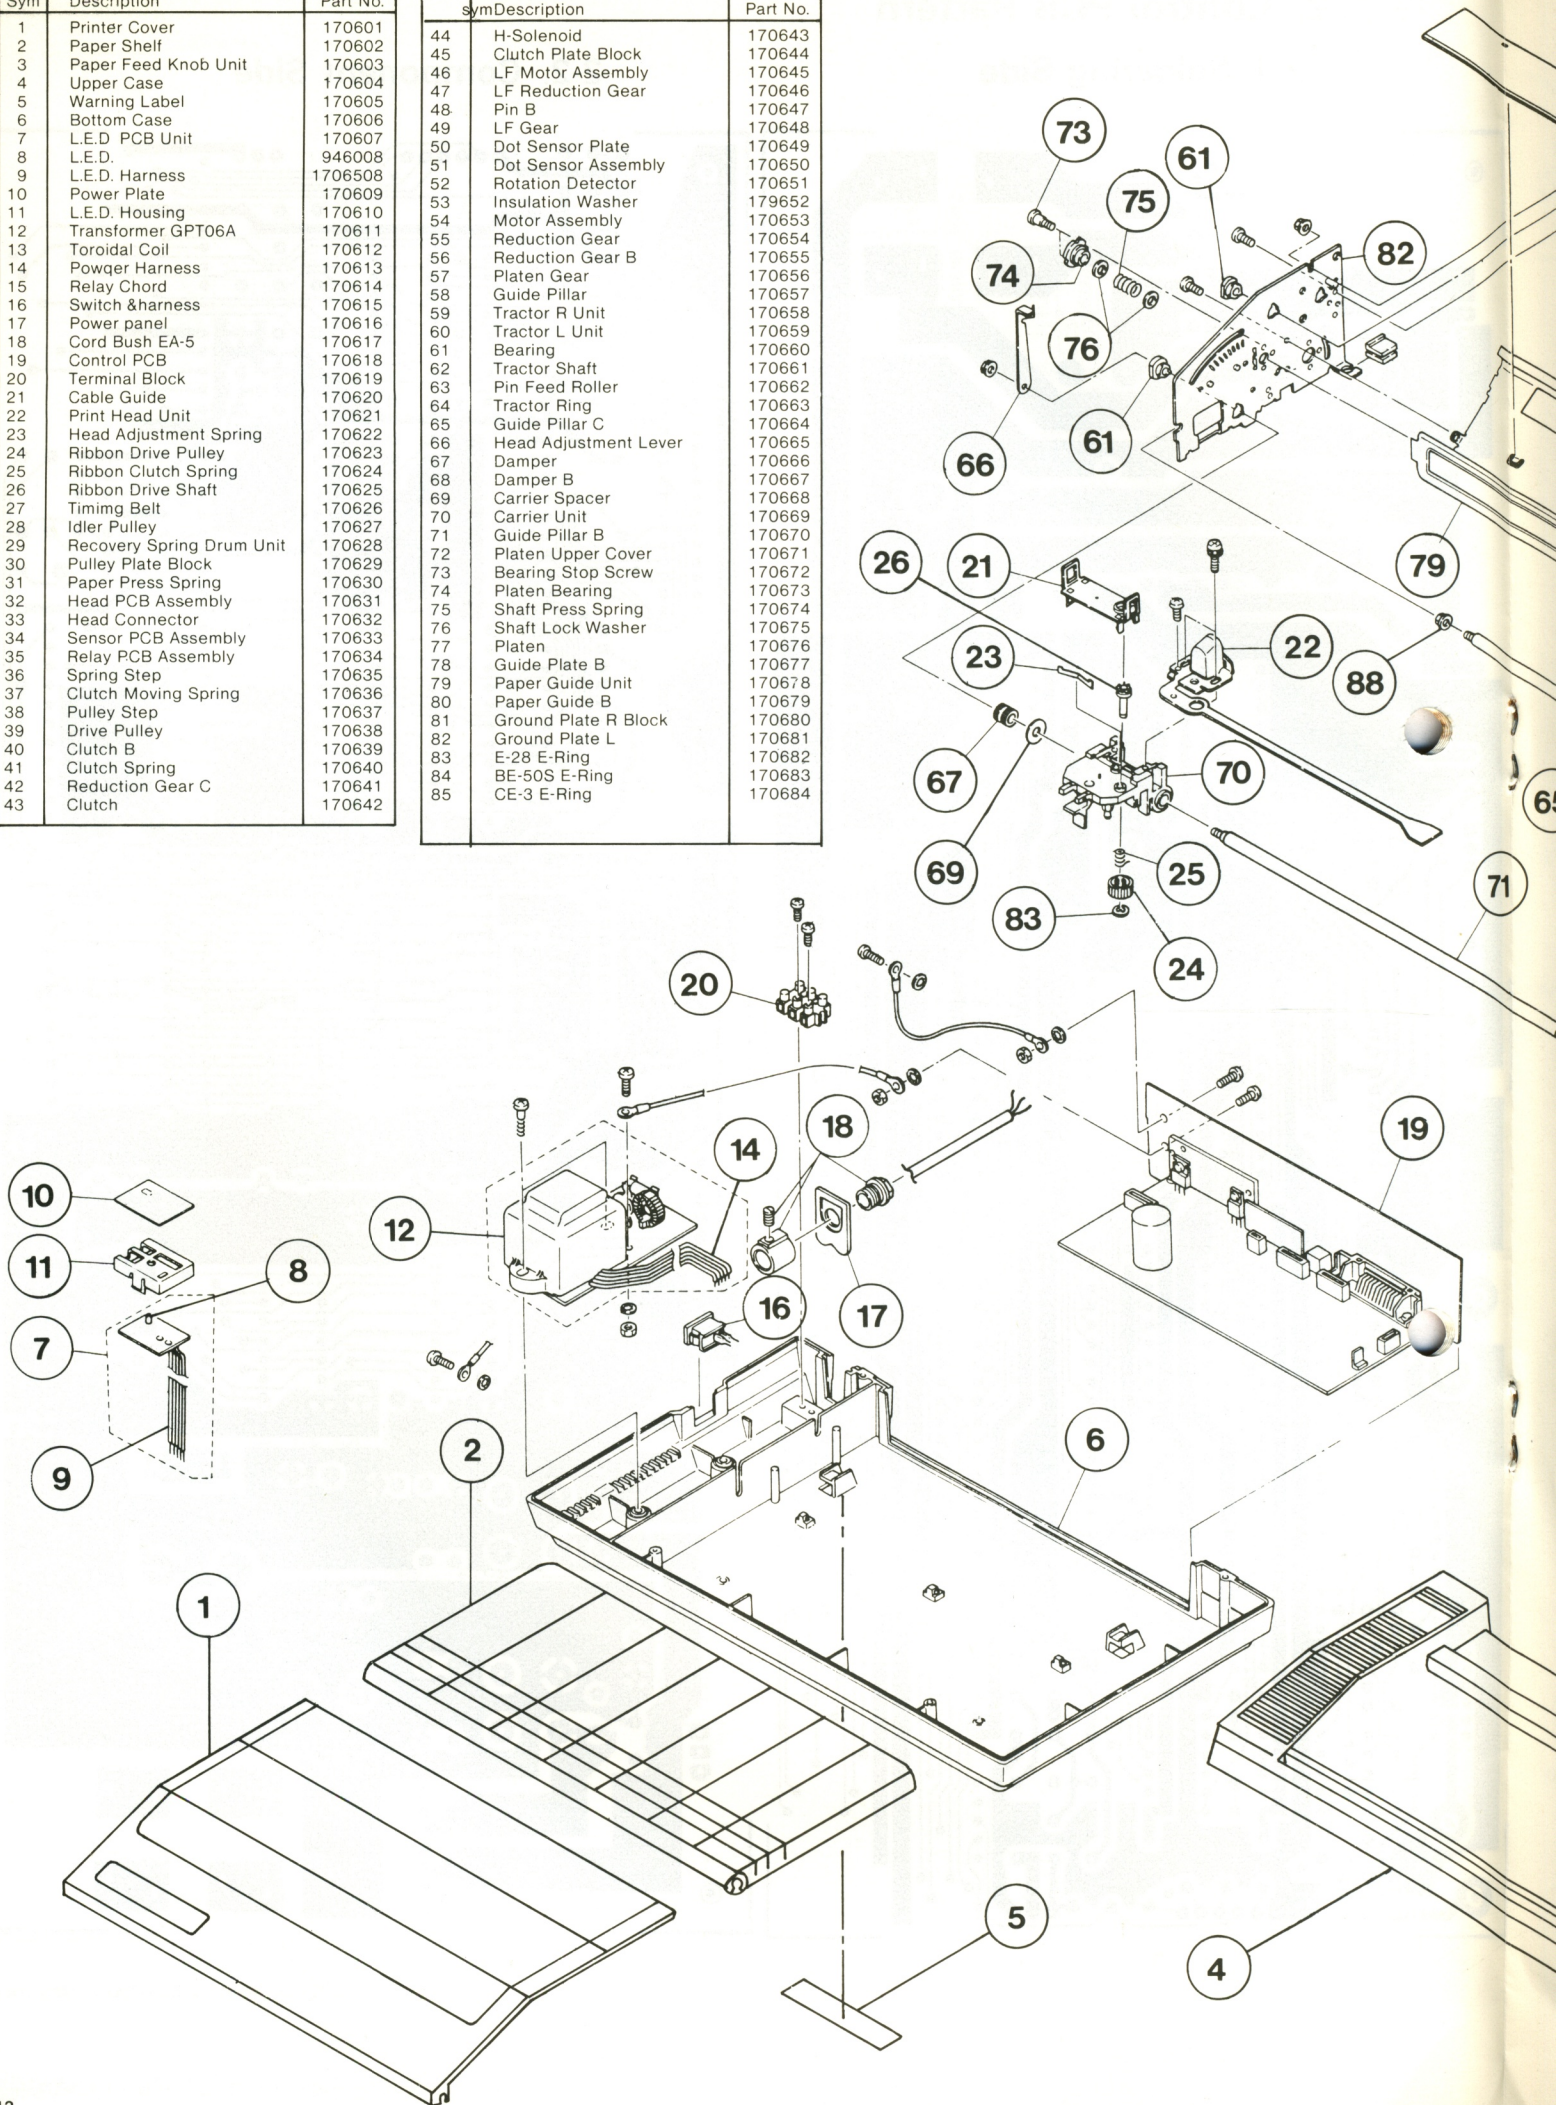 Sym Description Part No.
1 Printer Cover 170601
2 Paper Shelf 170602
3 Paper Feed Knob Unit 170603
4 Upper Case 170604
5 Warning Label 170605
6 Bottom Case 170606
7 L.E.D PCB Unit 170607
8 L.E.D. 946008
9 L.E.D. Harness 1706508
10 Power Plate 170609
11 L.E.D. Housing 170610
12 Transformer GPT06A 170611
13 Toroidal Coil 170612
14 Powqer Harness 170613
15 Relay Chord 170614
16 Switch &harness 170615
17 Power panel 170616
18 Cord Bush EA-5 170617
19 Control PCB 170618
20 Terminal Block 170619
21 Cable Guide 170620
22 Print Head Unit 170621
23 Head Adjustment Spring 170622
24 Ribbon Drive Pulley 170623
25 Ribbon Clutch Spring 170624
26 Ribbon Drive Shaft 170625
27 Timimg Belt 170626
28 Idler Pulley 170627
29 Recovery Spring Drum Unit 170628
30 Pulley Plate Block 170629
31 Paper Press Spring 170630
32 Head PCB Assembly 170631
33 Head Connector 170632
34 Sensor PCB Assembly 170633
35 Relay PCB Assembly 170634
36 Spring Step 170635
37 Clutch Moving Spring 170636
38 Pulley Step 170637
39 Drive Pulley 170638
40 Clutch B 170639
41 Clutch Spring 170640
42 Reduction Gear C 170641
43 Clutch 170642
symDescription Part No.
44 H-Solenoid 170643
45 Clutch Plate Block 170644
46 LF Motor Assembly 170645
47 LF Reduction Gear 170646
48 Pin B 170647
49 LF Gear 170648
50 Dot Sensor Plate 170649
51 Dot Sensor Assembly 170650
52 Rotation Detector 170651
53 Insulation Washer 179652
54 Motor Assembly 170653
55 Reduction Gear 170654
56 Reduction Gear B 170655
57 Platen Gear 170656
58 Guide Pillar 170657
59 Tractor R Unit 170658
60 Tractor L Unit 170659
61 Bearing 170660
62 Tractor Shaft 170661
63 Pin Feed Roller 170662
64 Tractor Ring 170663
65 Guide Pillar C 170664
66 Head Adjustment Lever 170665
67 Damper 170666
68 Damper B 170667
69 Carrier Spacer 170668
70 Carrier Unit 170669
71 Guide Pillar B 170670
72 Platen Upper Cover 170671
73 Bearing Stop Screw 170672
74 Platen Bearing 170673
75 Shaft Press Spring 170674
76 Shaft Lock Washer 170675
77 Platen 170676
78 Guide Plate B 170677
79 Paper Guide Unit 170678
80 Paper Guide B 170679
81 Ground Plate R Block 170680
82 Ground Plate L 170681
83 E-28 E-Ring 170682
84 BE-50S E-Ring 170683
85 CE-3 E-Ring 170684
73
61
75
82
74
76
61
66
79
26
21
23
22
88
67
70
65
69
25
71
83
24
20
18
19
14
10
12
11
8
16
17
7
2
6
9
1
5
4